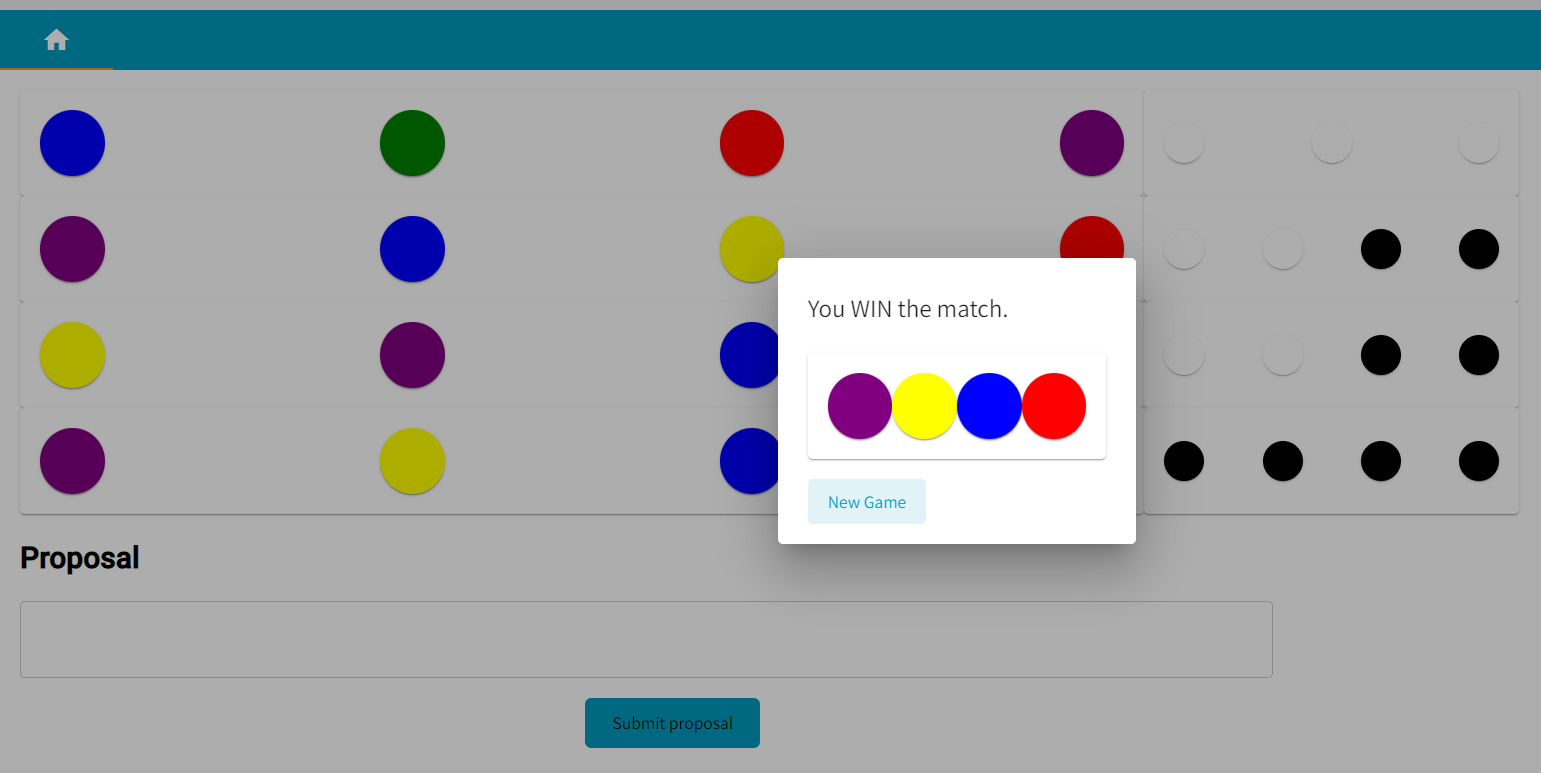 You WIN the match.
New Game
Proposal
Submit proposal